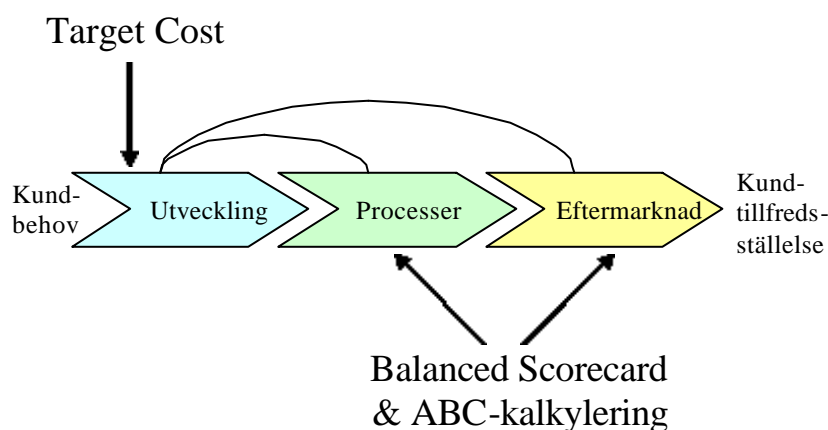 Target Cost
Kund-
behov
Utveckling
Processer
Eftermarknad
Kund-
tillfreds-
ställelse
Balanced Scorecard
& ABC-kalkylering